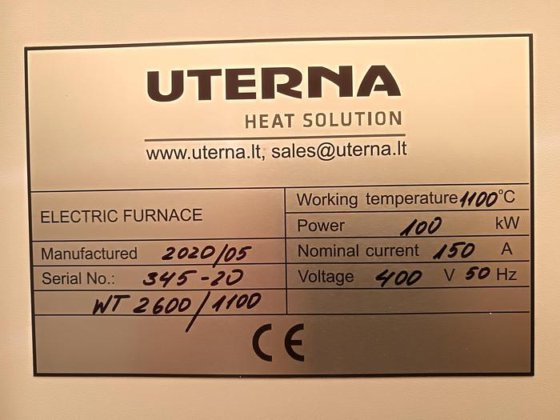 UTERNA
HEAT SOLUTION
www.uterna.lt, sales@uterna.lt
ELECTRIC FURNACE
Manufactured 2020/05
Serial No.: 345-20
WT 2600/1100
Working temperature 1100°C
Power 100 kW
Nominal current 150 A
Voltage 400 V 50 Hz
CE